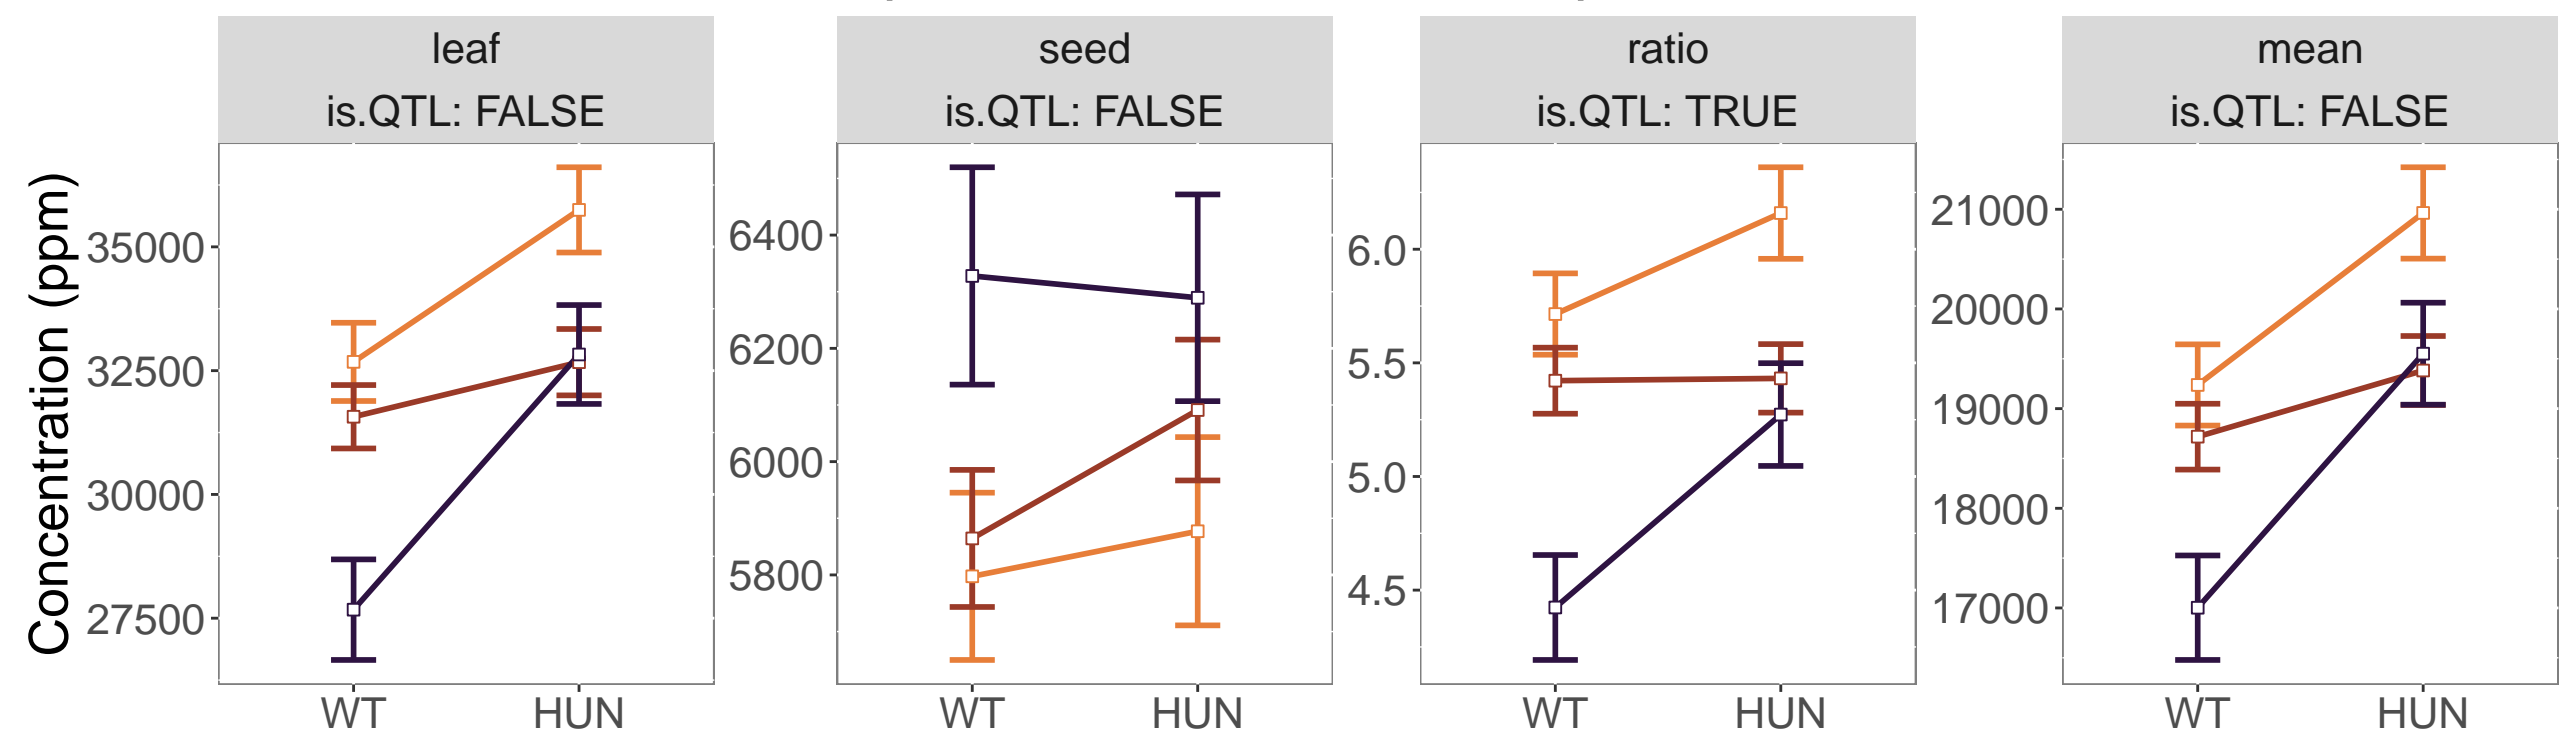 leaf
is.QTL: FALSE
seed
is.QTL: FALSE
ratio
is.QTL: TRUE
mean
is.QTL: FALSE
Concentration (ppm)
35000
32500
30000
27500
WT
HUN
6400
6200
6000
5800
WT
HUN
6.0
5.5
5.0
4.5
WT
HUN
21000
20000
19000
18000
17000
WT
HUN